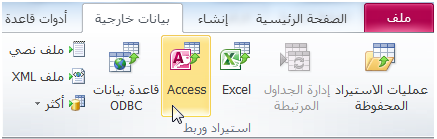 ملف
الصفحة الرئيسية
إنشاء
بيانات خارجية
أدوات قاعدة
عمليات الاستيراد
المحفوظة
إدارة الجداول
المرتبطة
Excel
Access
قاعدة بيانات
ODBC
ملف نصي
ملف XML
أكثر
استيراد وربط